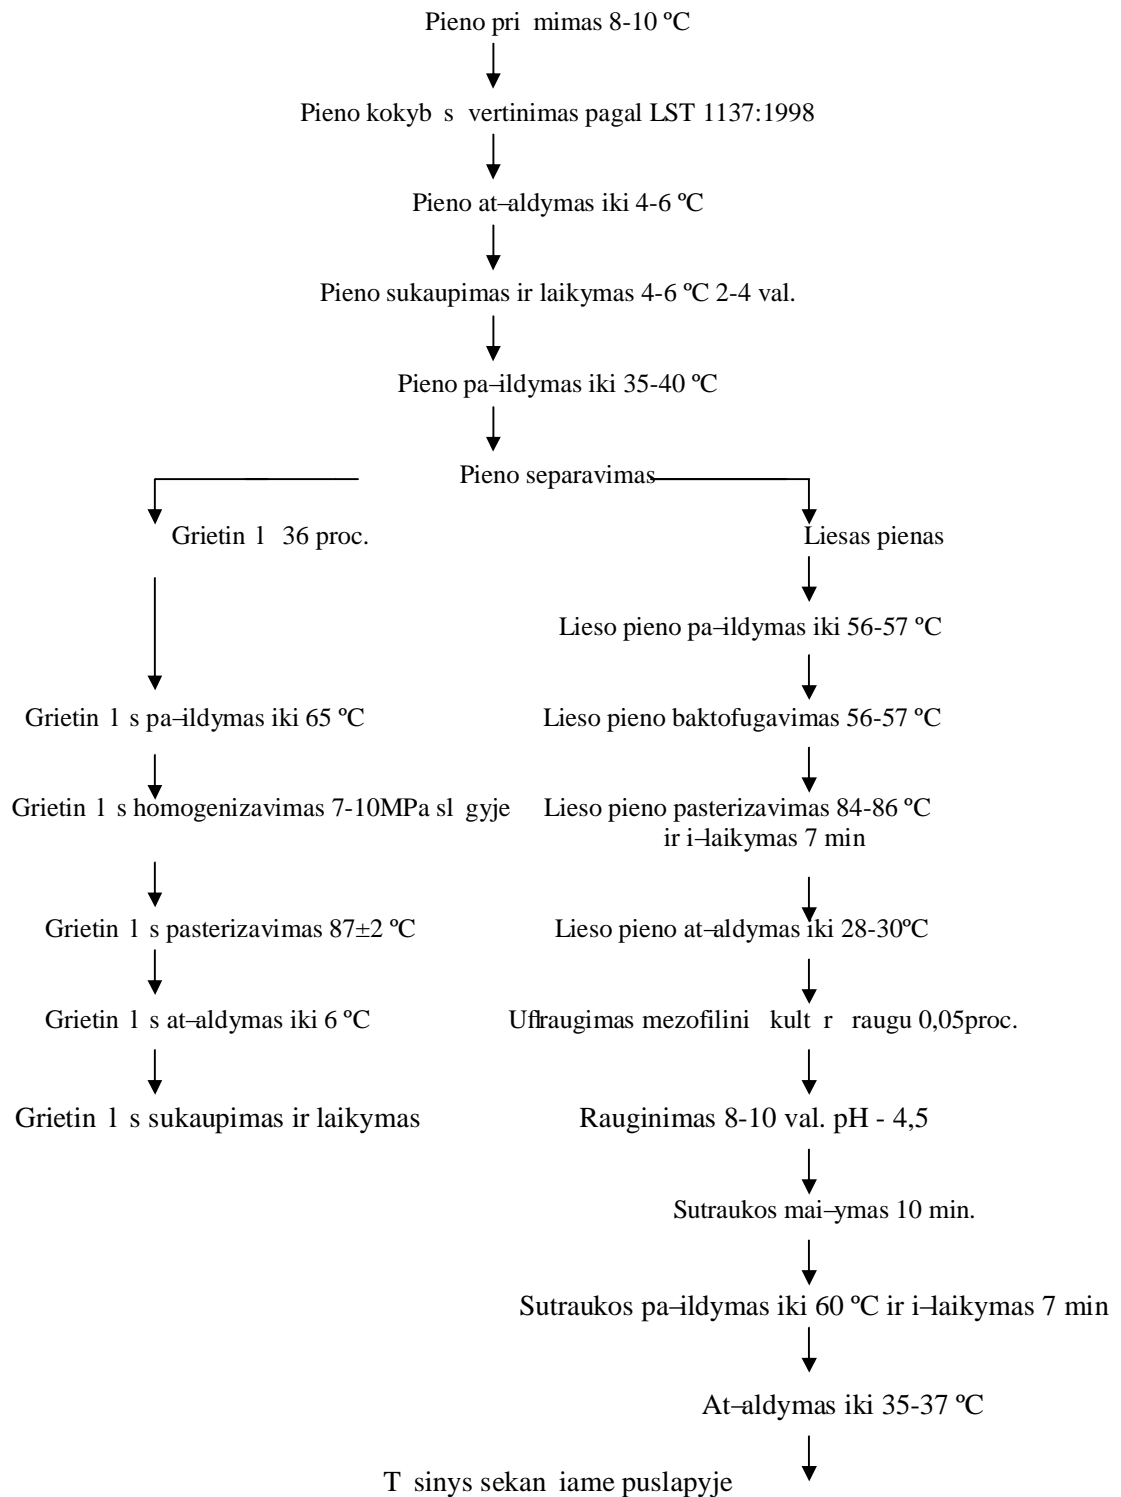 Pieno pri mimas 8-10 ºC
Pieno kokyb s vertinimas pagal LST 1137:1998
Pieno at–aldymas iki 4-6 ºC
Pieno sukaupimas ir laikymas 4-6 ºC 2-4 val.
Pieno pa–ildymas iki 35-40 ºC
Pieno separavimas
Grietin l 36 proc.
Liesas pienas
Lieso pieno pa–ildymas iki 56-57 ºC
Grietin l s pa–ildymas iki 65 ºC
Lieso pieno baktofugavimas 56-57 ºC
Grietin l s homogenizavimas 7-10MPa sl gyje
Lieso pieno pasterizavimas 84-86 ºC
ir i–laikymas 7 min
Grietin l s pasterizavimas 87±2 ºC
Lieso pieno at–aldymas iki 28-30ºC
Grietin l s at–aldymas iki 6 ºC
Uflraugimas mezofilini kult r raugu 0,05proc.
Grietin l s sukaupimas ir laikymas
Rauginimas 8-10 val. pH - 4,5
Sutraukos mai–ymas 10 min.
Sutraukos pa–ildymas iki 60 ºC ir i–laikymas 7 min
At–aldymas iki 35-37 ºC
T sinys sekan iame puslapyje